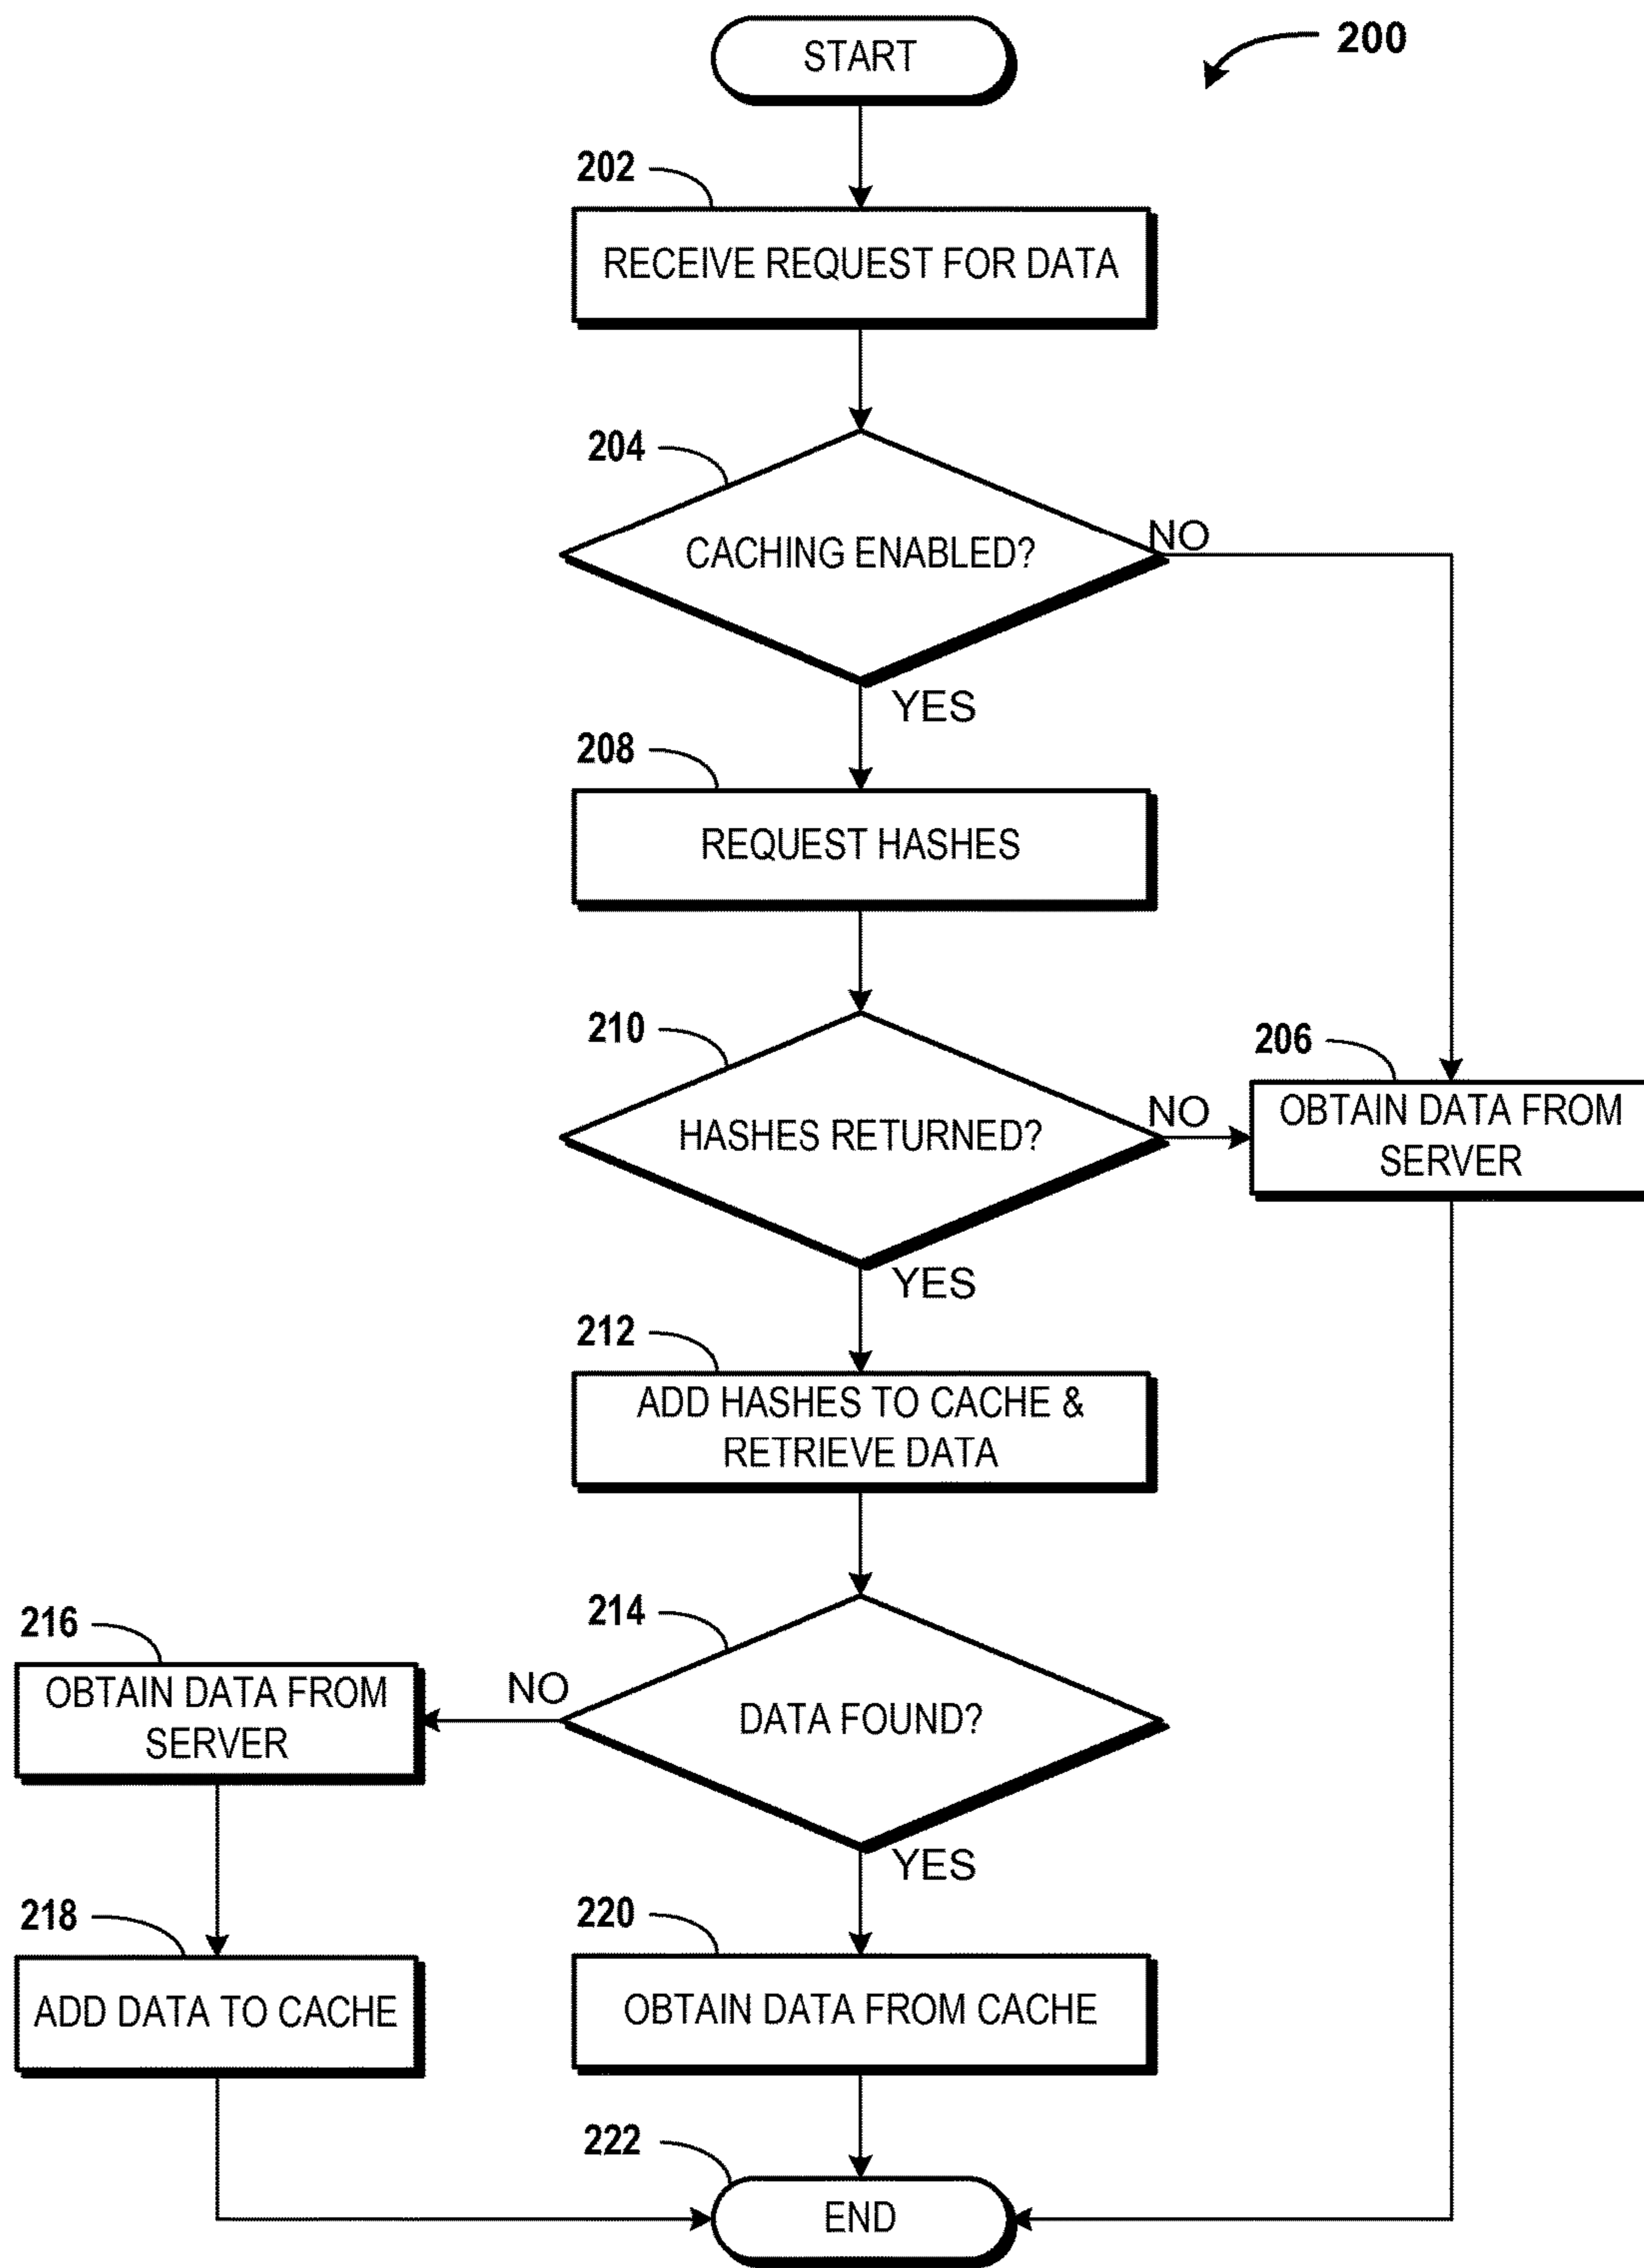 START
200
202
RECEIVE REQUEST FOR DATA
204
CACHING ENABLED?
NO
YES
208
REQUEST HASHES
210
HASHES RETURNED?
NO
206
OBTAIN DATA FROM
SERVER
YES
212
ADD HASHES TO CACHE &
RETRIEVE DATA
214
DATA FOUND?
NO
216
OBTAIN DATA FROM
SERVER
YES
218
ADD DATA TO CACHE
220
OBTAIN DATA FROM CACHE
222
END